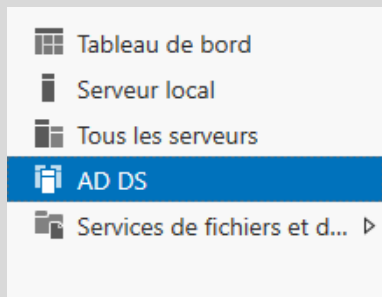 Tableau de bord
Serveur local
Tous les serveurs
AD DS
Services de fichiers et d...